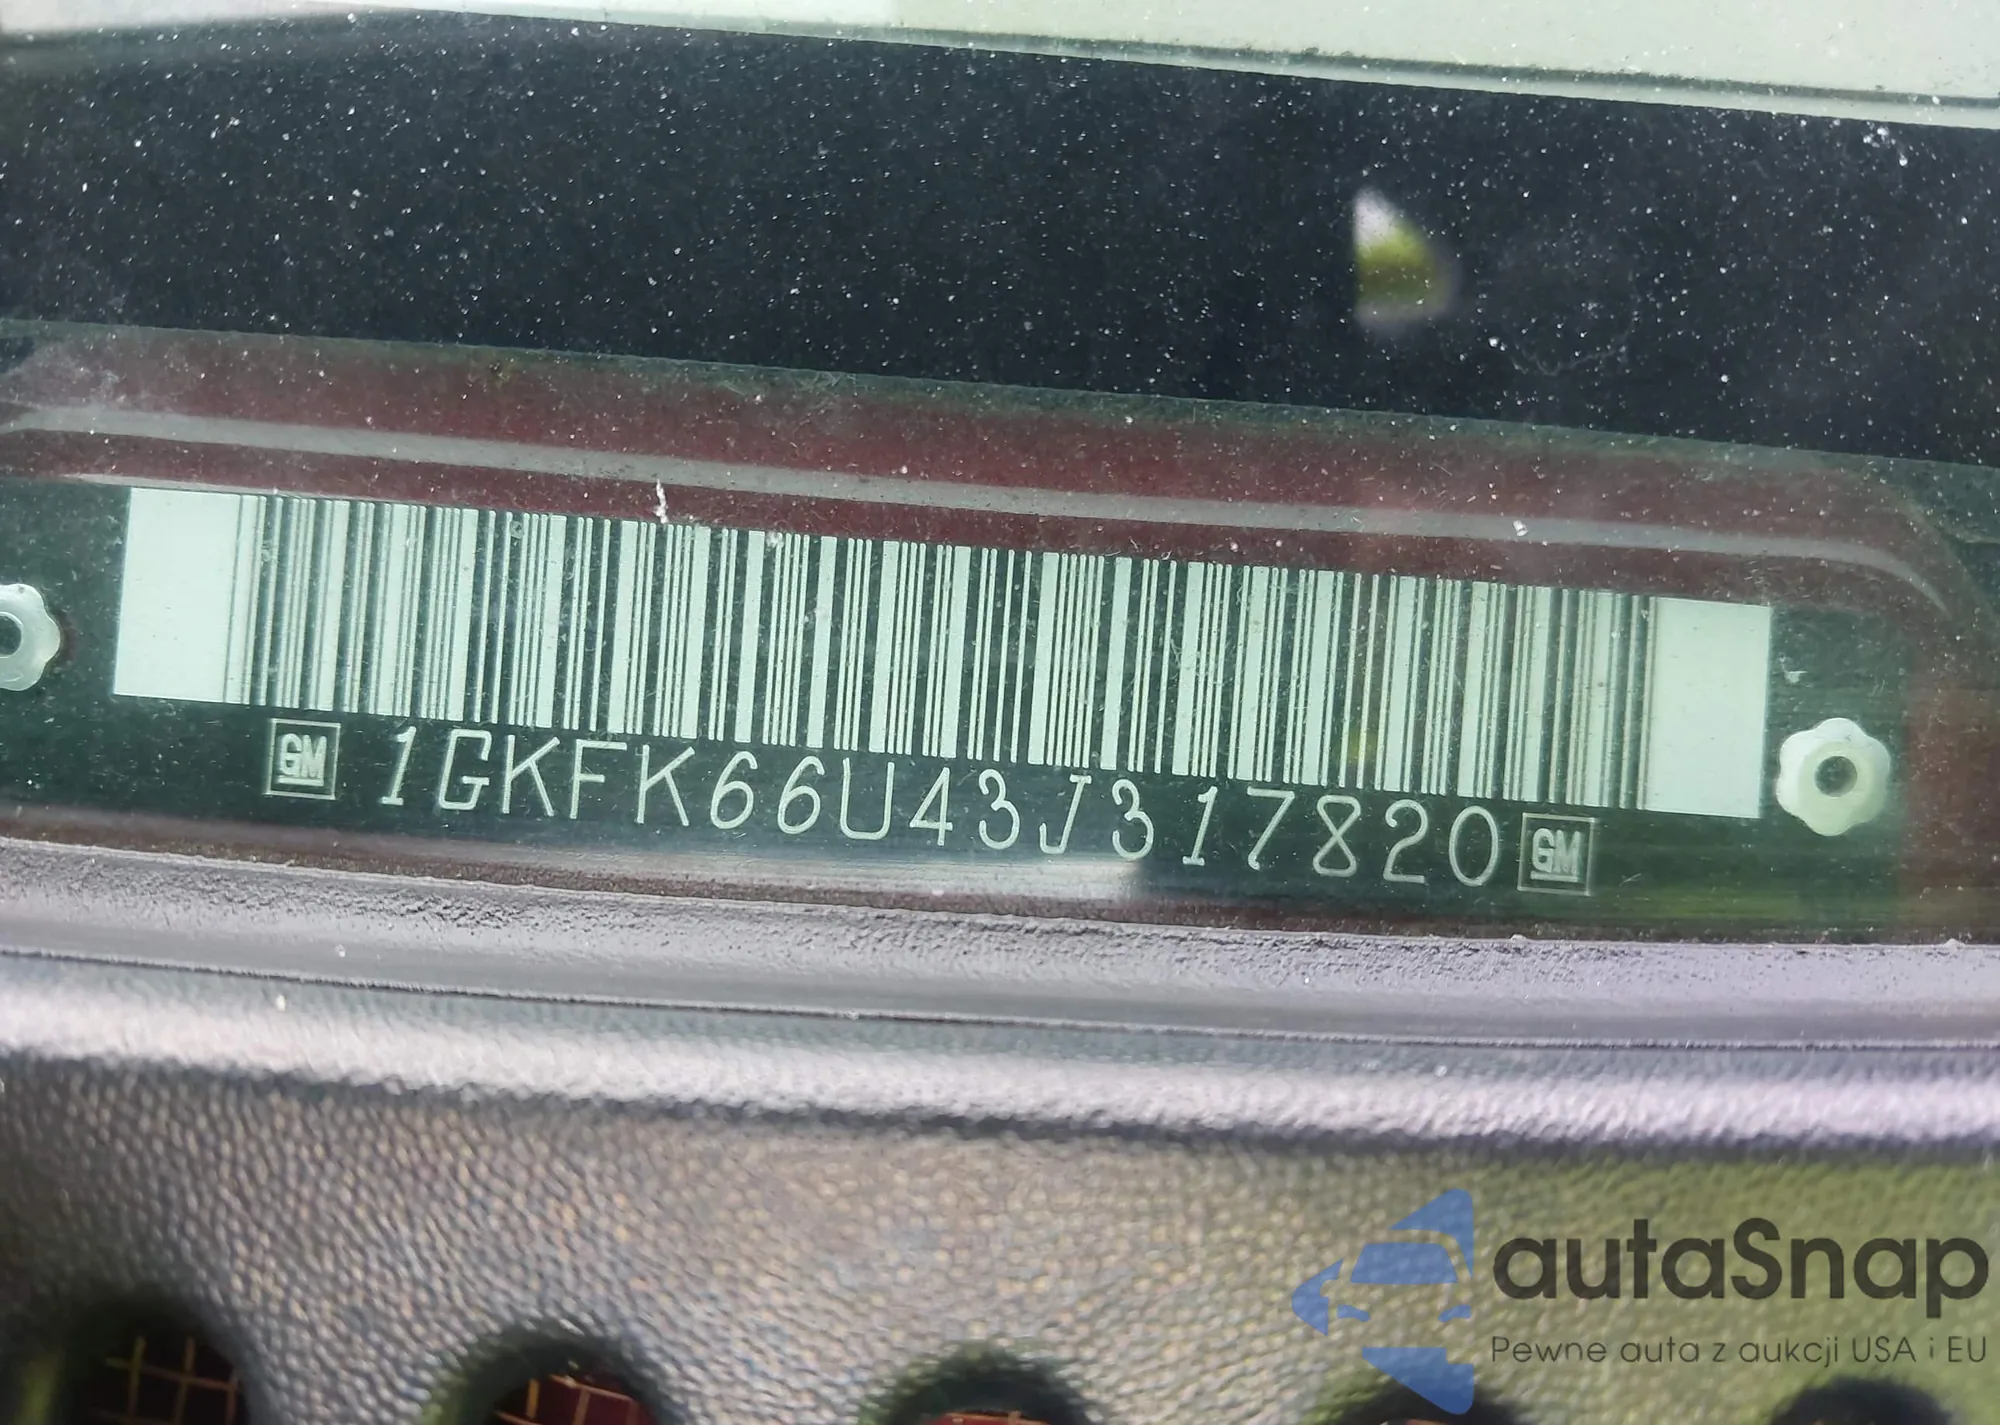 GM 1GKFK66U43J317820 GM
autaSnap
Pewne auta z aukcji USA i EU